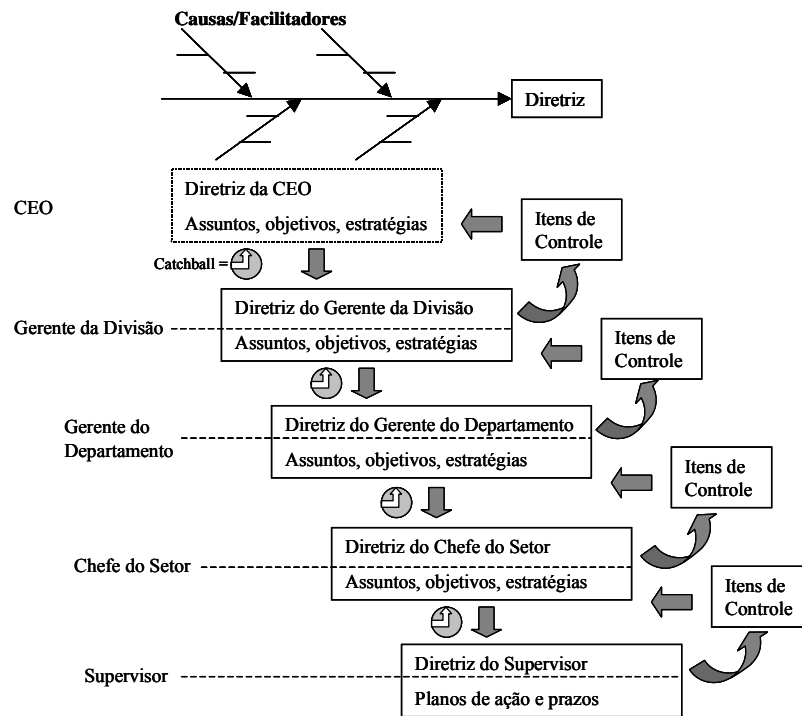 Causas/Facilitadores
Diretriz
CEO
Diretriz da CEO
Assuntos, objetivos, estratégias
Itens de
Controle
Catchball =
Gerente da Divisão
Diretriz do Gerente da Divisão
Assuntos, objetivos, estratégias
Itens de
Controle
Gerente do
Departamento
Diretriz do Gerente do Departamento
Assuntos, objetivos, estratégias
Itens de
Controle
Chefe do Setor
Diretriz do Chefe do Setor
Assuntos, objetivos, estratégias
Itens de
Controle
Supervisor
Diretriz do Supervisor
Planos de ação e prazos